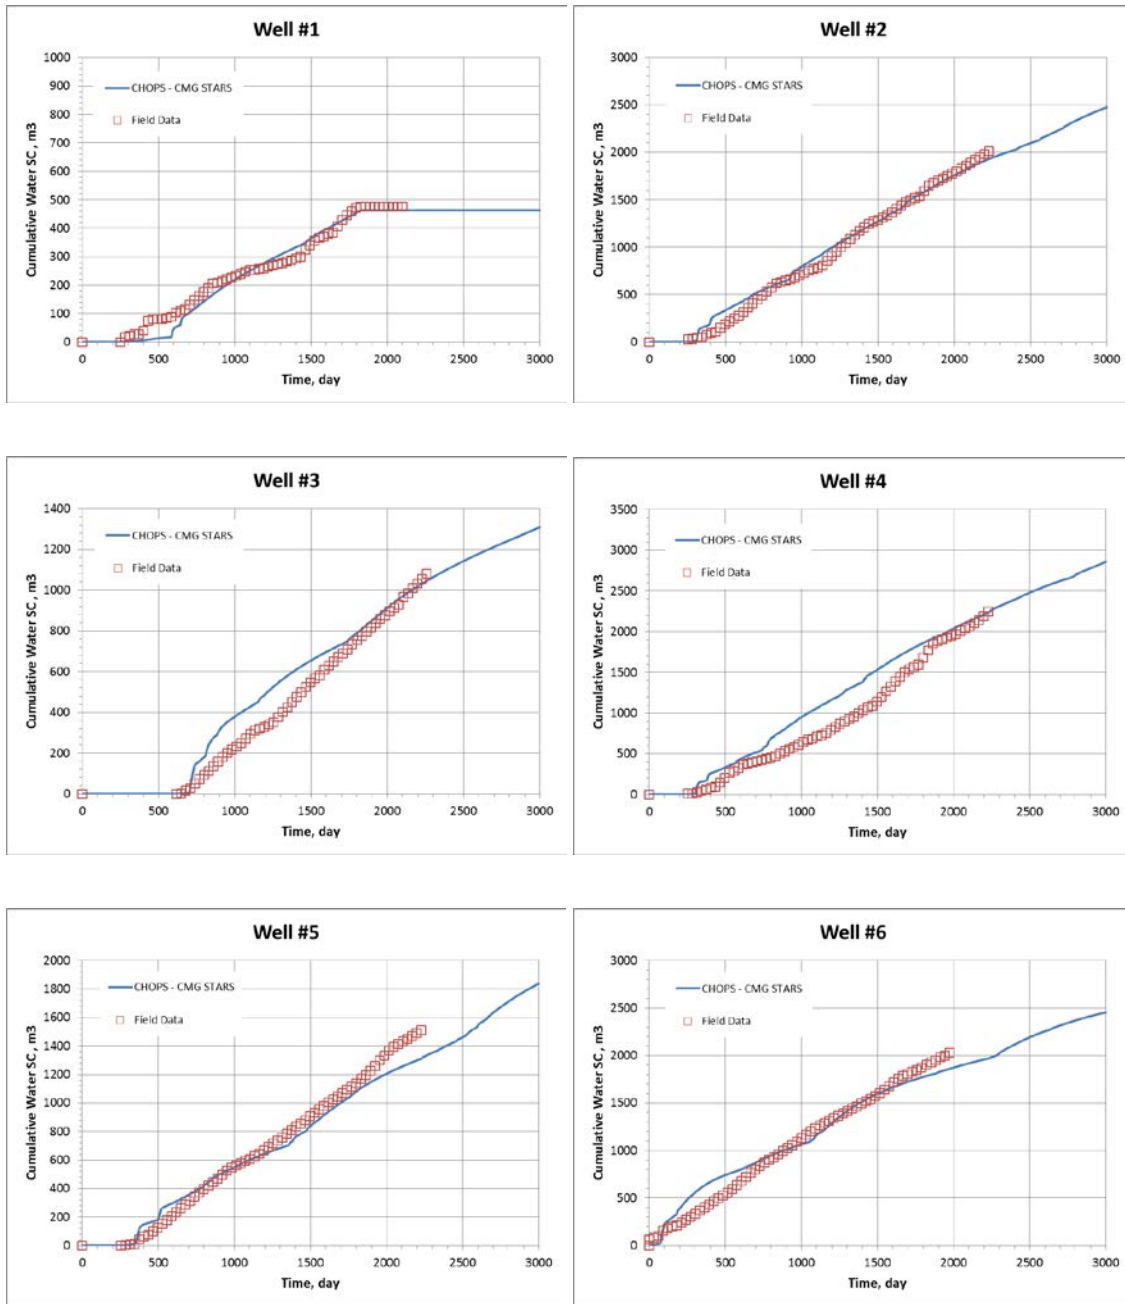 Well #1
Cumulative Water SC , m3
1000
900
800
700
600
500
400
300
200
100
0
CHOPS - CMG STARS
Field Data
0 500 1000 1500 2000 2500 3000
Time, day
Well #2
Cumulative Water SC , m3
3000
2500
2000
1500
1000
500
0
CHOPS - CMG STARS
Field Data
0 500 1000 1500 2000 2500 3000
Time, day
Well #3
Cumulative Water SC , m3
1400
1200
1000
800
600
400
200
0
CHOPS - CMG STARS
Field Data
0 500 1000 1500 2000 2500 3000
Time, day
Well #4
Cumulative Water SC , m3
3500
3000
2500
2000
1500
1000
500
0
CHOPS - CMG STARS
Field Data
0 500 1000 1500 2000 2500 3000
Time, day
Well #5
Cumulative Water SC , m3
2000
1800
1600
1400
1200
1000
800
600
400
200
0
CHOPS - CMG STARS
Field Data
0 500 1000 1500 2000 2500 3000
Time, day
Well #6
Cumulative Water SC , m3
3000
2500
2000
1500
1000
500
0
CHOPS - CMG STARS
Field Data
0 500 1000 1500 2000 2500 3000
Time, day